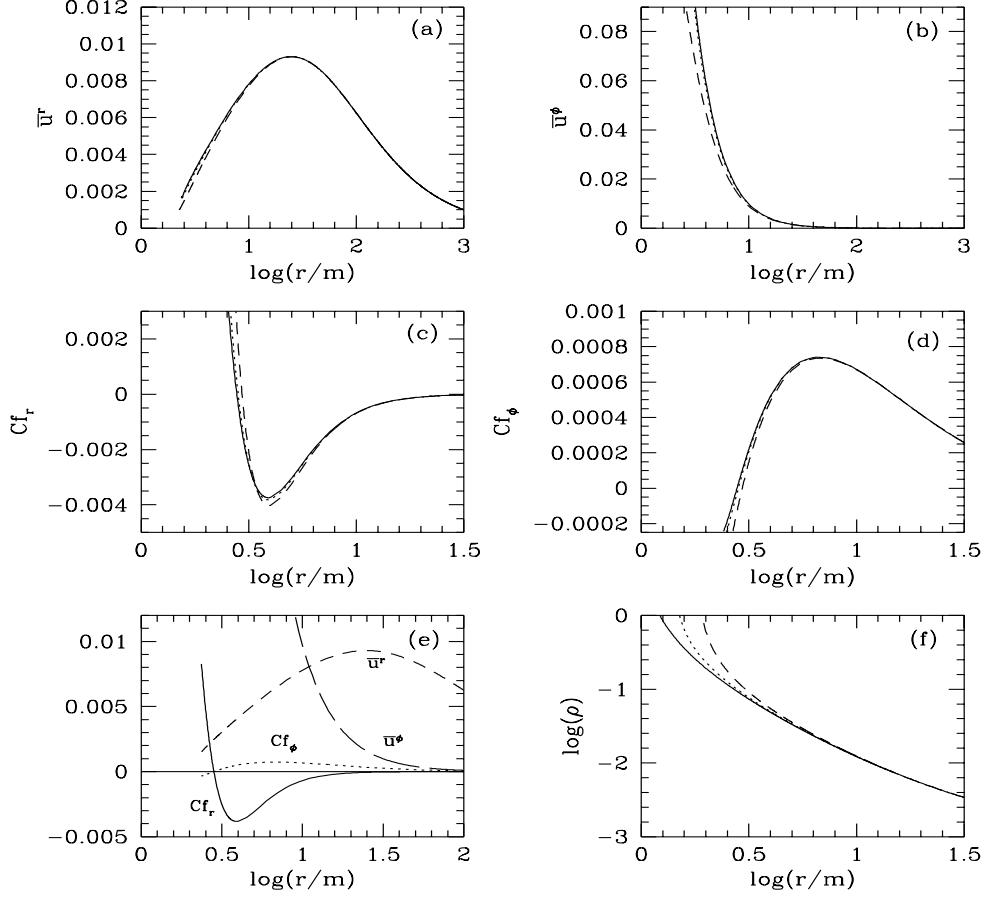 (a)
0.012
0.01
0.008
0.006
0.004
0.002
0
u̅ʳ
0 1 2 3
log(r/m)
(b)
0.08
0.06
0.04
0.02
0
u̅ᶲ
0 1 2 3
log(r/m)
(c)
0.002
0
−0.002
−0.004
Cfᵣ
0 0.5 1 1.5
log(r/m)
(d)
0.001
0.0008
0.0006
0.0004
0.0002
0
−0.0002
Cfᵩ
0 0.5 1 1.5
log(r/m)
(e)
0.01
0.005
0
−0.005
u̅ʳ
Cfᵩ
u̅ᶲ
Cfᵣ
0 0.5 1 1.5 2
log(r/m)
(f)
0
−1
−2
−3
log(ρ)
0 0.5 1 1.5
log(r/m)